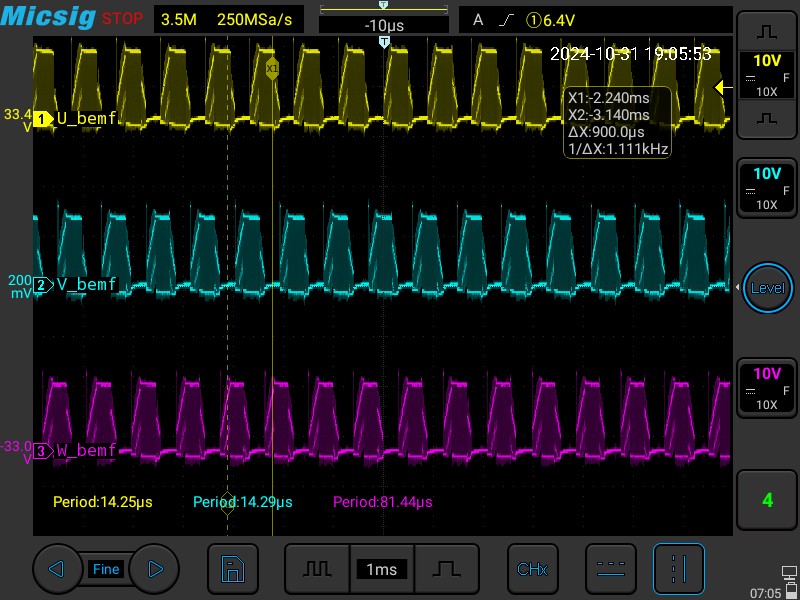 Micsig STOP 3.5M 250MSa/s -10μs A ①6.4V
T
T
2024-10-31 19:05:53
X1
X1:-2.240ms
X2:-3.140ms
ΔX:900.0μs
1/ΔX:1.111kHz
33.4
V
1 U_bemf
200
mV
2 V_bemf
-33.0
V
3 W_bemf
Period:14.25μs Period:14.29μs Period:81.44μs
10V
F
10X
10V
F
10X
Level
10V
F
10X
4
Fine 1ms CHx
07:05